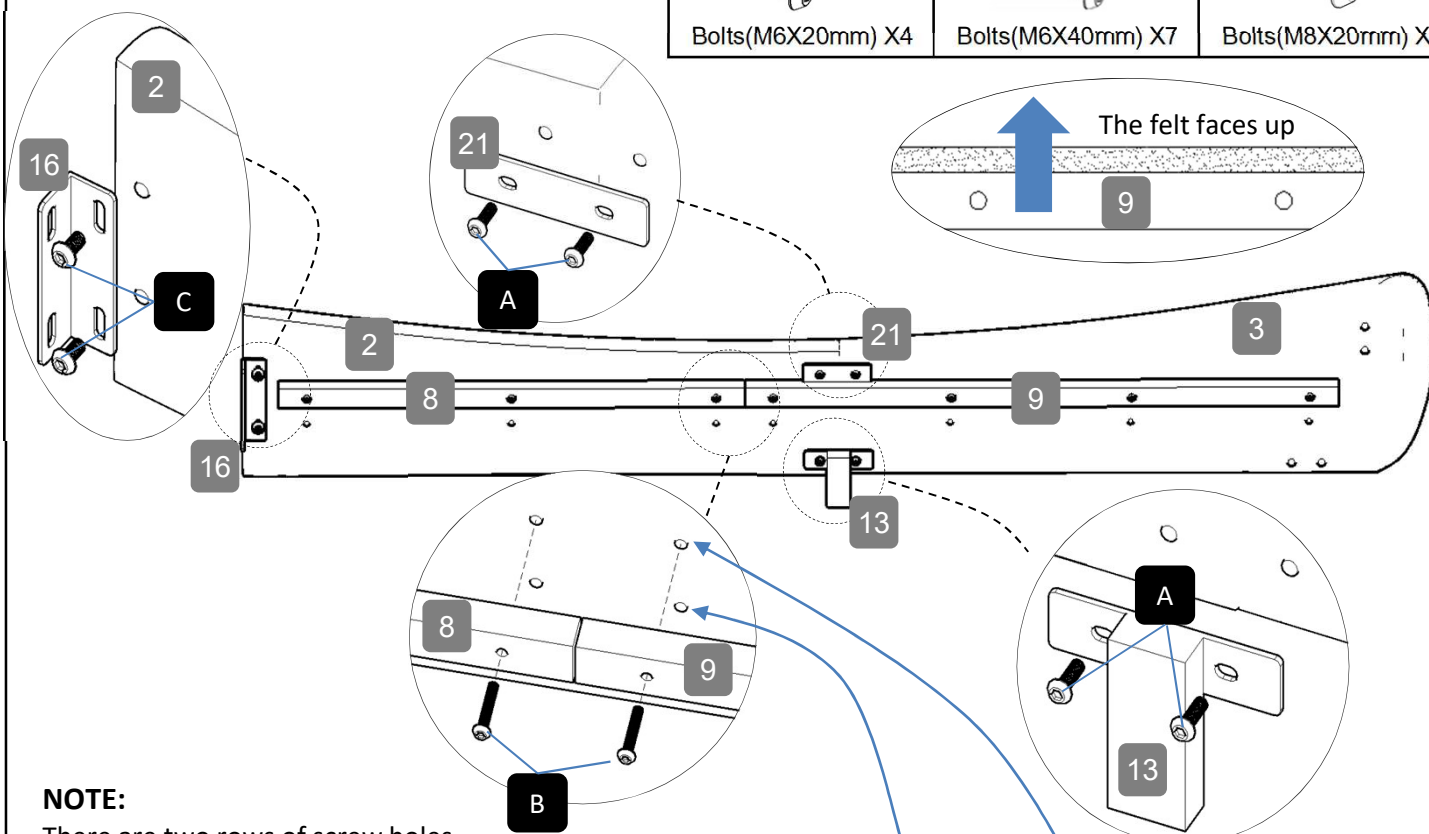 Bolts(M6X20mm) X4
Bolts(M6X40mm) X7
Bolts(M8X20mm) X
2
16
C
21
A
The felt faces up
9
2
21
3
8
9
16
13
8
9
B
A
13
NOTE:
There are two rows of screw holes